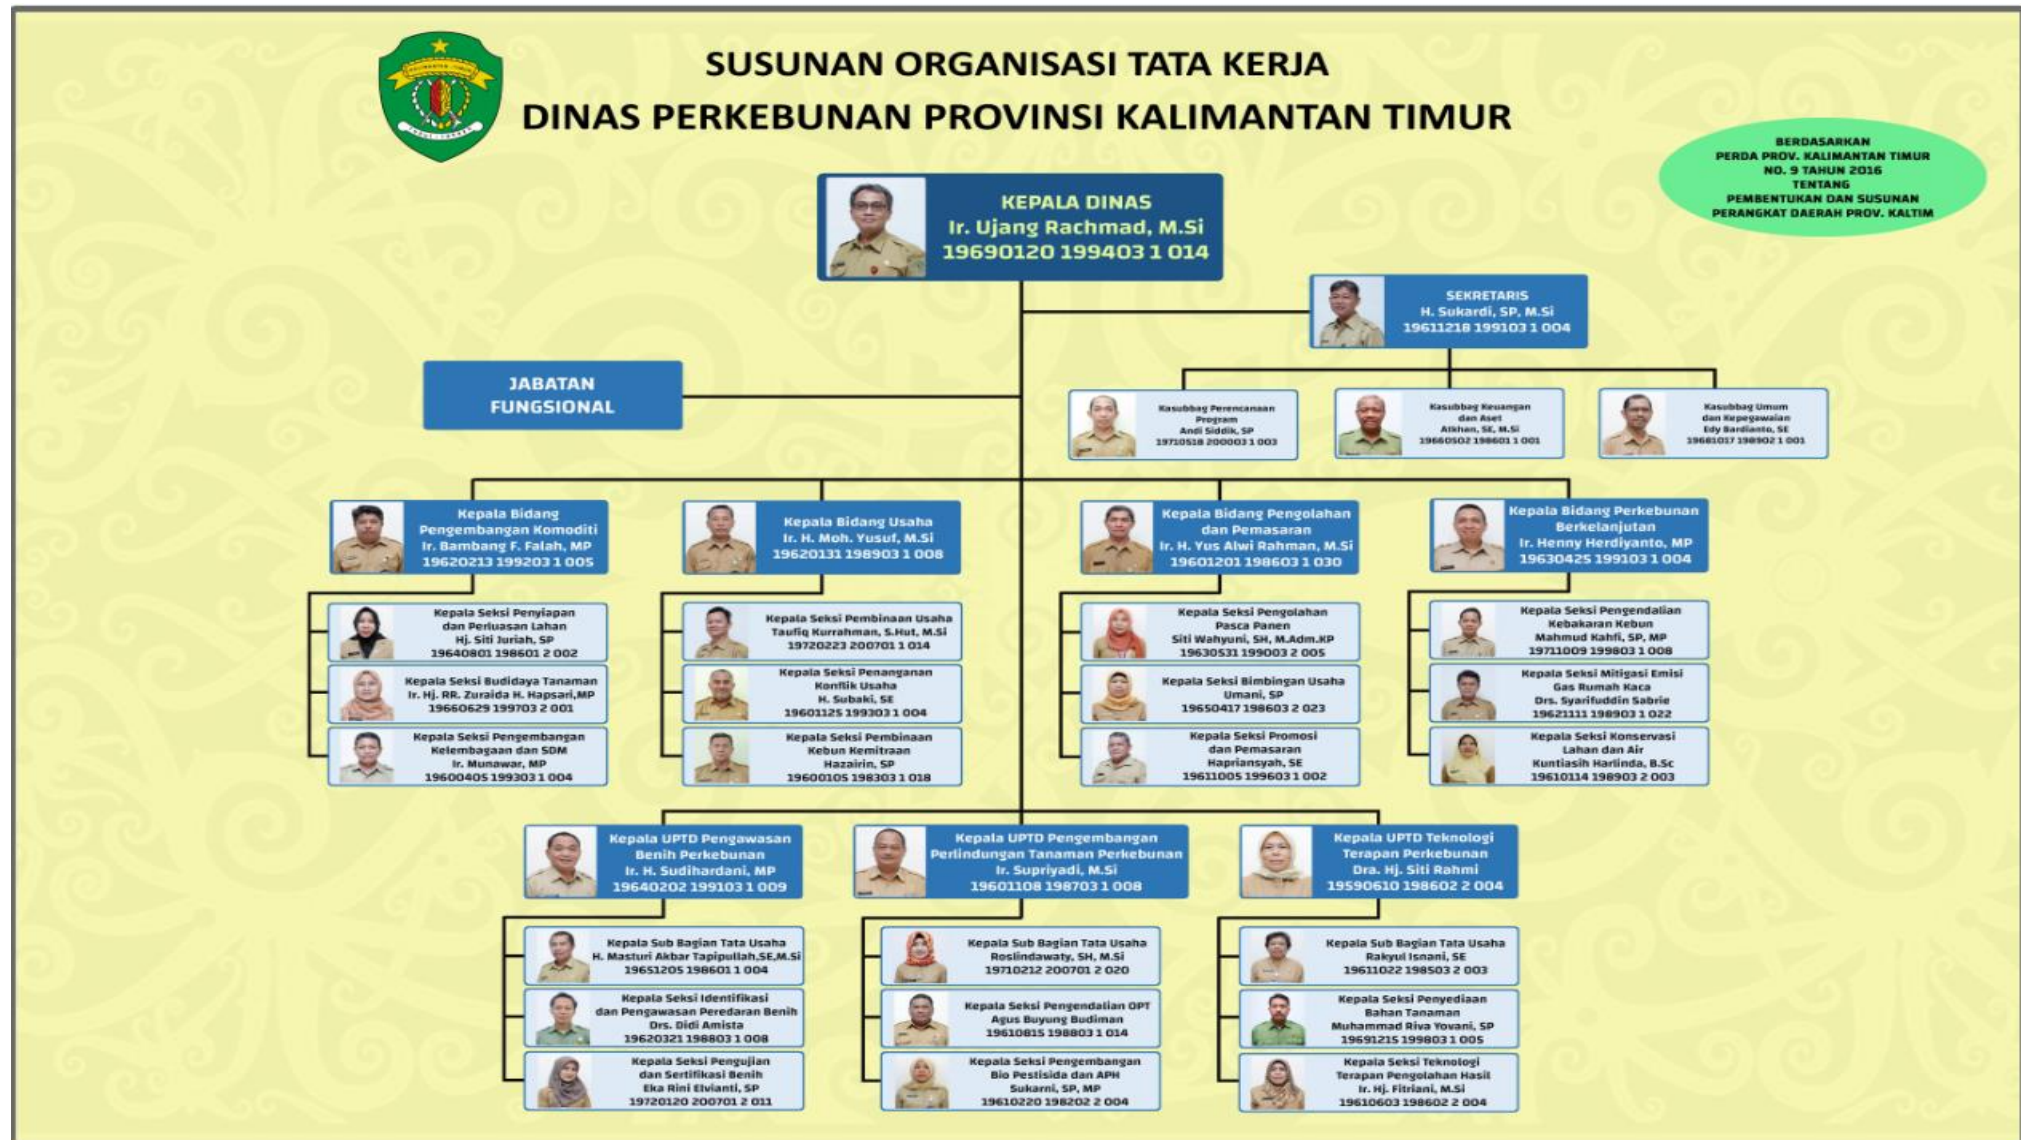 SUSUNAN ORGANISASI TATA KERJA
DINAS PERKEBUNAN PROVINSI KALIMANTAN TIMUR
KALIMANTAN TIMUR
BERDASARKAN
PERDA PROV. KALIMANTAN TIMUR
NO. 9 TAHUN 2016
TENTANG
PEMBENTUKAN DAN SUSUNAN
PERANGKAT DAERAH PROV. KALTIM
KEPALA DINAS
Ir. Ujang Rachmad, M.Si
19690120 199403 1 014
SEKRETARIS
H. Sukardi, SP, M.Si
19611218 199103 1 004
JABATAN
FUNGSIONAL
Kasubbag Perencanaan
Program
Andi Siddik, SP
19710518 200003 1 003
Kasubbag Keuangan
dan Aset
Atkhan, SE, M.Si
19660502 198601 1 001
Kasubbag Umum
dan Kepegawaian
Edy Bardianto, SE
19681017 198902 1 001
Kepala Bidang
Pengembangan Komoditi
Ir. Bambang F. Falah, MP
19620213 199203 1 005
Kepala Seksi Penyiapan
dan Perluasan Lahan
Hj. Siti Juriah, SP
19640801 198601 2 002
Kepala Seksi Budidaya Tanaman
Ir. Hj. RR. Zuraida H. Hapsari,MP
19660629 199703 2 001
Kepala Seksi Pengembangan
Kelembagaan dan SDM
Ir. Munawar, MP
19600405 199303 1 004
Kepala Bidang Usaha
Ir. H. Moh. Yusuf, M.Si
19620131 198903 1 008
Kepala Seksi Pembinaan Usaha
Taufiq Kurrahman, S.Hut, M.Si
19720223 200701 1 014
Kepala Seksi Penanganan
Konflik Usaha
H. Subaki, SE
19601125 199303 1 004
Kepala Seksi Pembinaan
Kebun Kemitraan
Hazairin, SP
19600105 198303 1 018
Kepala Bidang Pengolahan
dan Pemasaran
Ir. H. Yus Alwi Rahman, M.Si
19601201 198603 1 030
Kepala Seksi Pengolahan
Pasca Panen
Siti Wahyuni, SH, M.Adm.KP
19630531 199003 2 005
Kepala Seksi Bimbingan Usaha
Umani, SP
19650417 198603 2 023
Kepala Seksi Promosi
dan Pemasaran
Hapriansyah, SE
19611005 199603 1 002
Kepala Bidang Perkebunan
Berkelanjutan
Ir. Henny Herdiyanto, MP
19630425 199103 1 004
Kepala Seksi Pengendalian
Kebakaran Kebun
Mahmud Kahfi, SP, MP
19711009 199803 1 008
Kepala Seksi Mitigasi Emisi
Gas Rumah Kaca
Drs. Syarifuddin Sabrie
19621111 198903 1 022
Kepala Seksi Konservasi
Lahan dan Air
Kuntiasih Harlinda, B.Sc
19610114 198903 2 003
Kepala UPTD Pengawasan
Benih Perkebunan
Ir. H. Sudihardani, MP
19640202 199103 1 009
Kepala Sub Bagian Tata Usaha
H. Masturi Akbar Tapipullah,SE,M.Si
19651205 198601 1 004
Kepala Seksi Identifikasi
dan Pengawasan Peredaran Benih
Drs. Didi Amista
19620321 198803 1 008
Kepala Seksi Pengujian
dan Sertifikasi Benih
Eka Rini Elvianti, SP
19720120 200701 2 011
Kepala UPTD Pengembangan
Perlindungan Tanaman Perkebunan
Ir. Supriyadi, M.Si
19601108 198703 1 008
Kepala Sub Bagian Tata Usaha
Roslindawaty, SH, M.Si
19710212 200701 2 020
Kepala Seksi Pengendalian OPT
Agus Buyung Budiman
19610815 198803 1 014
Kepala Seksi Pengembangan
Bio Pestisida dan APH
Sukarni, SP, MP
19610220 198202 2 004
Kepala UPTD Teknologi
Terapan Perkebunan
Dra. Hj. Siti Rahmi
19590610 198602 2 004
Kepala Sub Bagian Tata Usaha
Rakyul Isnani, SE
19611022 198503 2 003
Kepala Seksi Penyediaan
Bahan Tanaman
Muhammad Riva Yovani, SP
19691215 199803 1 005
Kepala Seksi Teknologi
Terapan Pengolahan Hasil
Ir. Hj. Fitriani, M.Si
19610603 198602 2 004